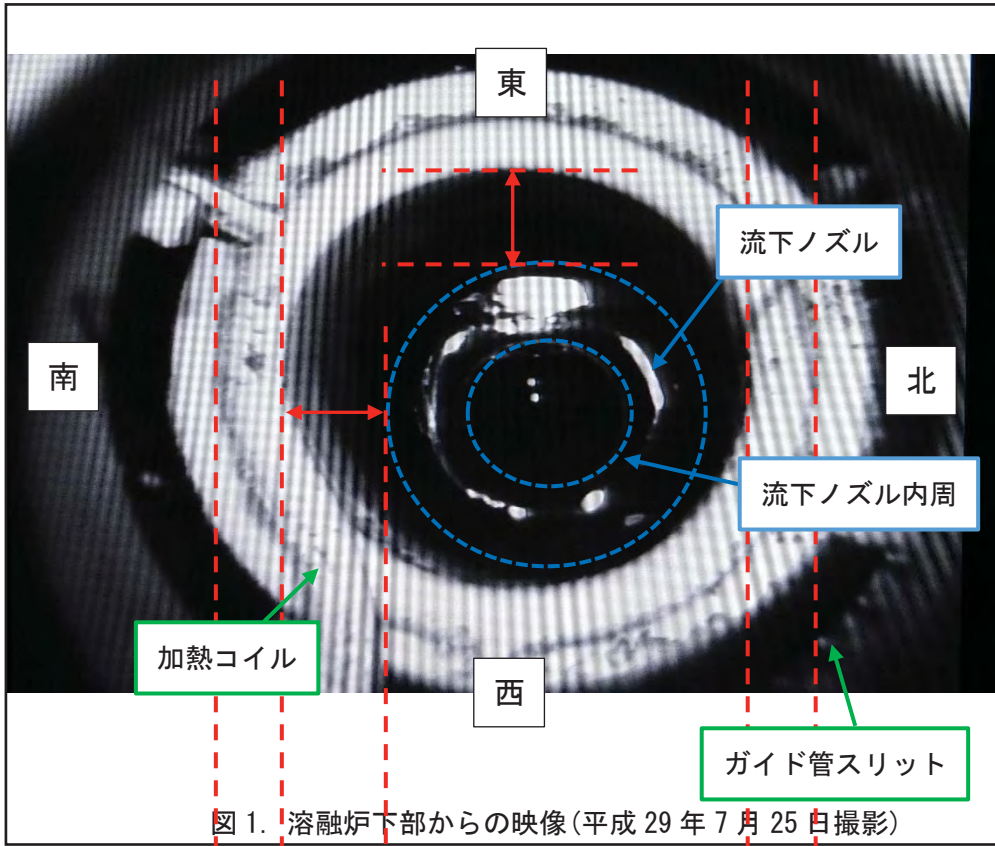 東
流下ノズル
南
北
流下ノズル内周
加熱コイル
西
ガイド管スリット
図 1. 溶融炉下部からの映像(平成 29 年 7 月 25 日撮影)